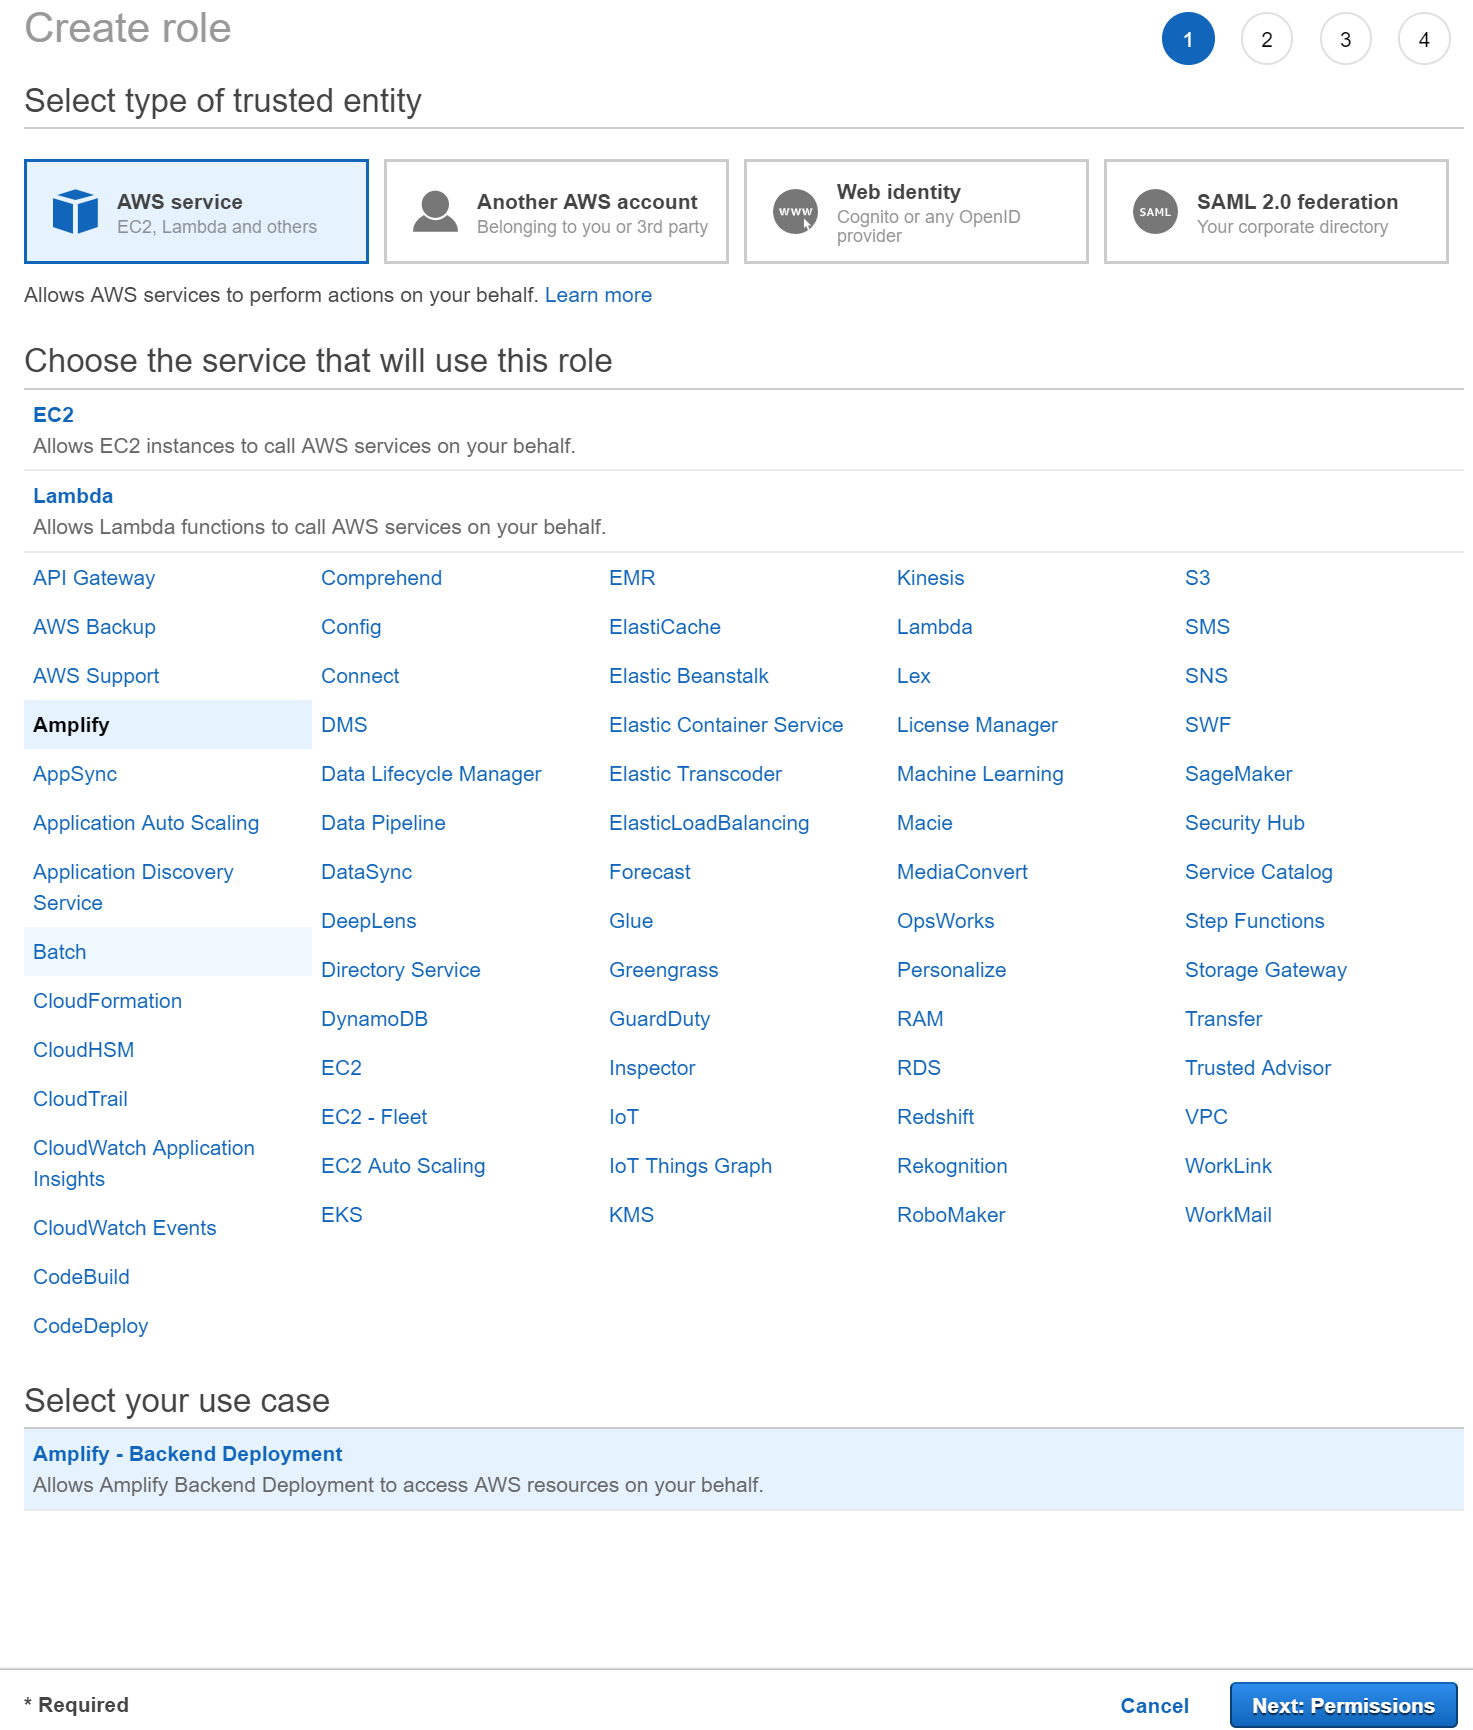 Create role
1 2 3 4
Select type of trusted entity
AWS service
EC2, Lambda and others
Another AWS account
Belonging to you or 3rd party
WWW
Web identity
Cognito or any OpenID
provider
SAML
SAML 2.0 federation
Your corporate directory
Allows AWS services to perform actions on your behalf. Learn more
Choose the service that will use this role
EC2
Allows EC2 instances to call AWS services on your behalf.
Lambda
Allows Lambda functions to call AWS services on your behalf.
API Gateway
AWS Backup
AWS Support
Amplify
AppSync
Application Auto Scaling
Application Discovery
Service
Batch
CloudFormation
CloudHSM
CloudTrail
CloudWatch Application
Insights
CloudWatch Events
CodeBuild
CodeDeploy
Comprehend
Config
Connect
DMS
Data Lifecycle Manager
Data Pipeline
DataSync
DeepLens
Directory Service
DynamoDB
EC2
EC2 - Fleet
EC2 Auto Scaling
EKS
EMR
ElastiCache
Elastic Beanstalk
Elastic Container Service
Elastic Transcoder
ElasticLoadBalancing
Forecast
Glue
Greengrass
GuardDuty
Inspector
IoT
IoT Things Graph
KMS
Kinesis
Lambda
Lex
License Manager
Machine Learning
Macie
MediaConvert
OpsWorks
Personalize
RAM
RDS
Redshift
Rekognition
RoboMaker
S3
SMS
SNS
SWF
SageMaker
Security Hub
Service Catalog
Step Functions
Storage Gateway
Transfer
Trusted Advisor
VPC
WorkLink
WorkMail
Select your use case
Amplify - Backend Deployment
Allows Amplify Backend Deployment to access AWS resources on your behalf.
* Required
Cancel
Next: Permissions